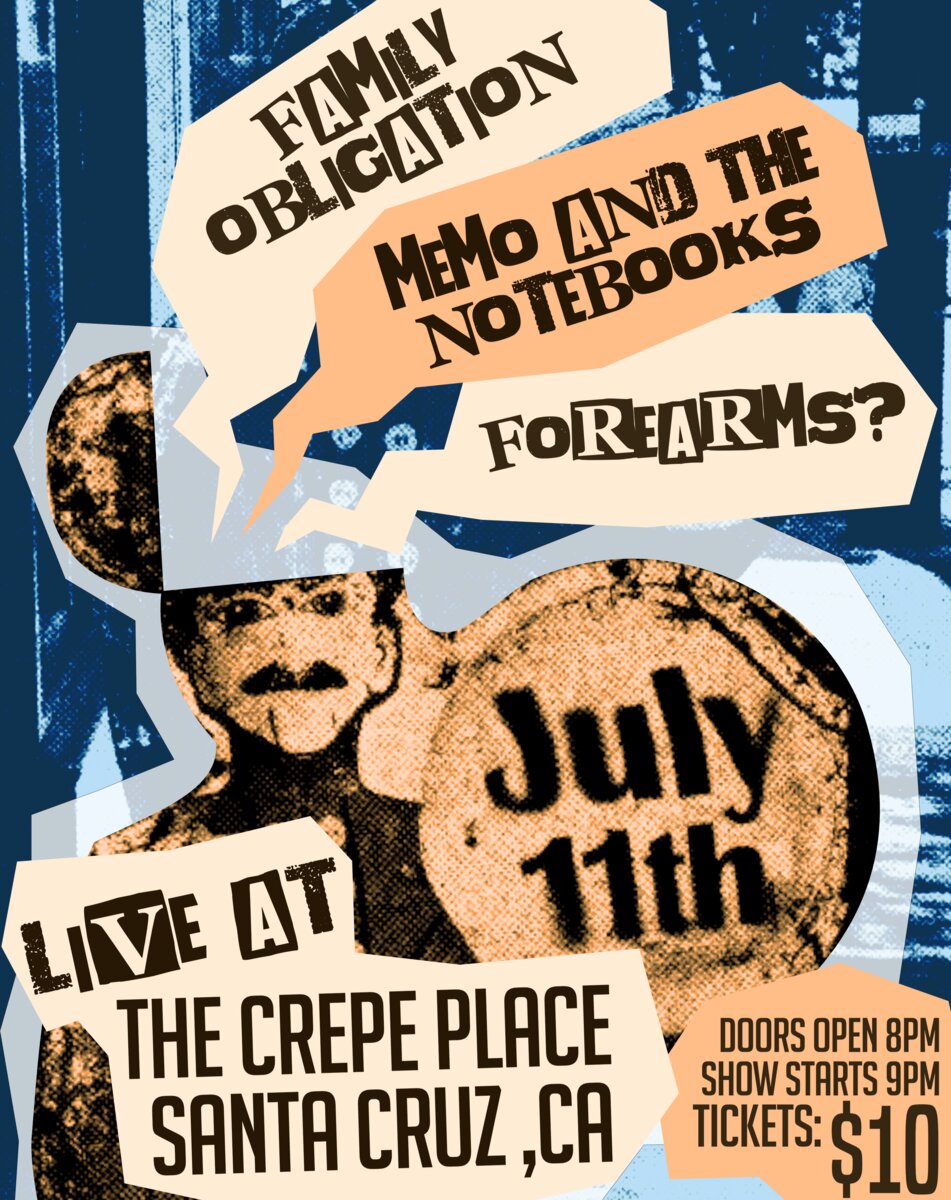 FAMILY
OBLIGATION
MEMO AND THE
NOTEBOOKS
FOREARMS?
July
11th
LIVE AT
THE CREPE PLACE
SANTA CRUZ ,CA
DOORS OPEN 8PM
SHOW STARTS 9PM
TICKETS: $10